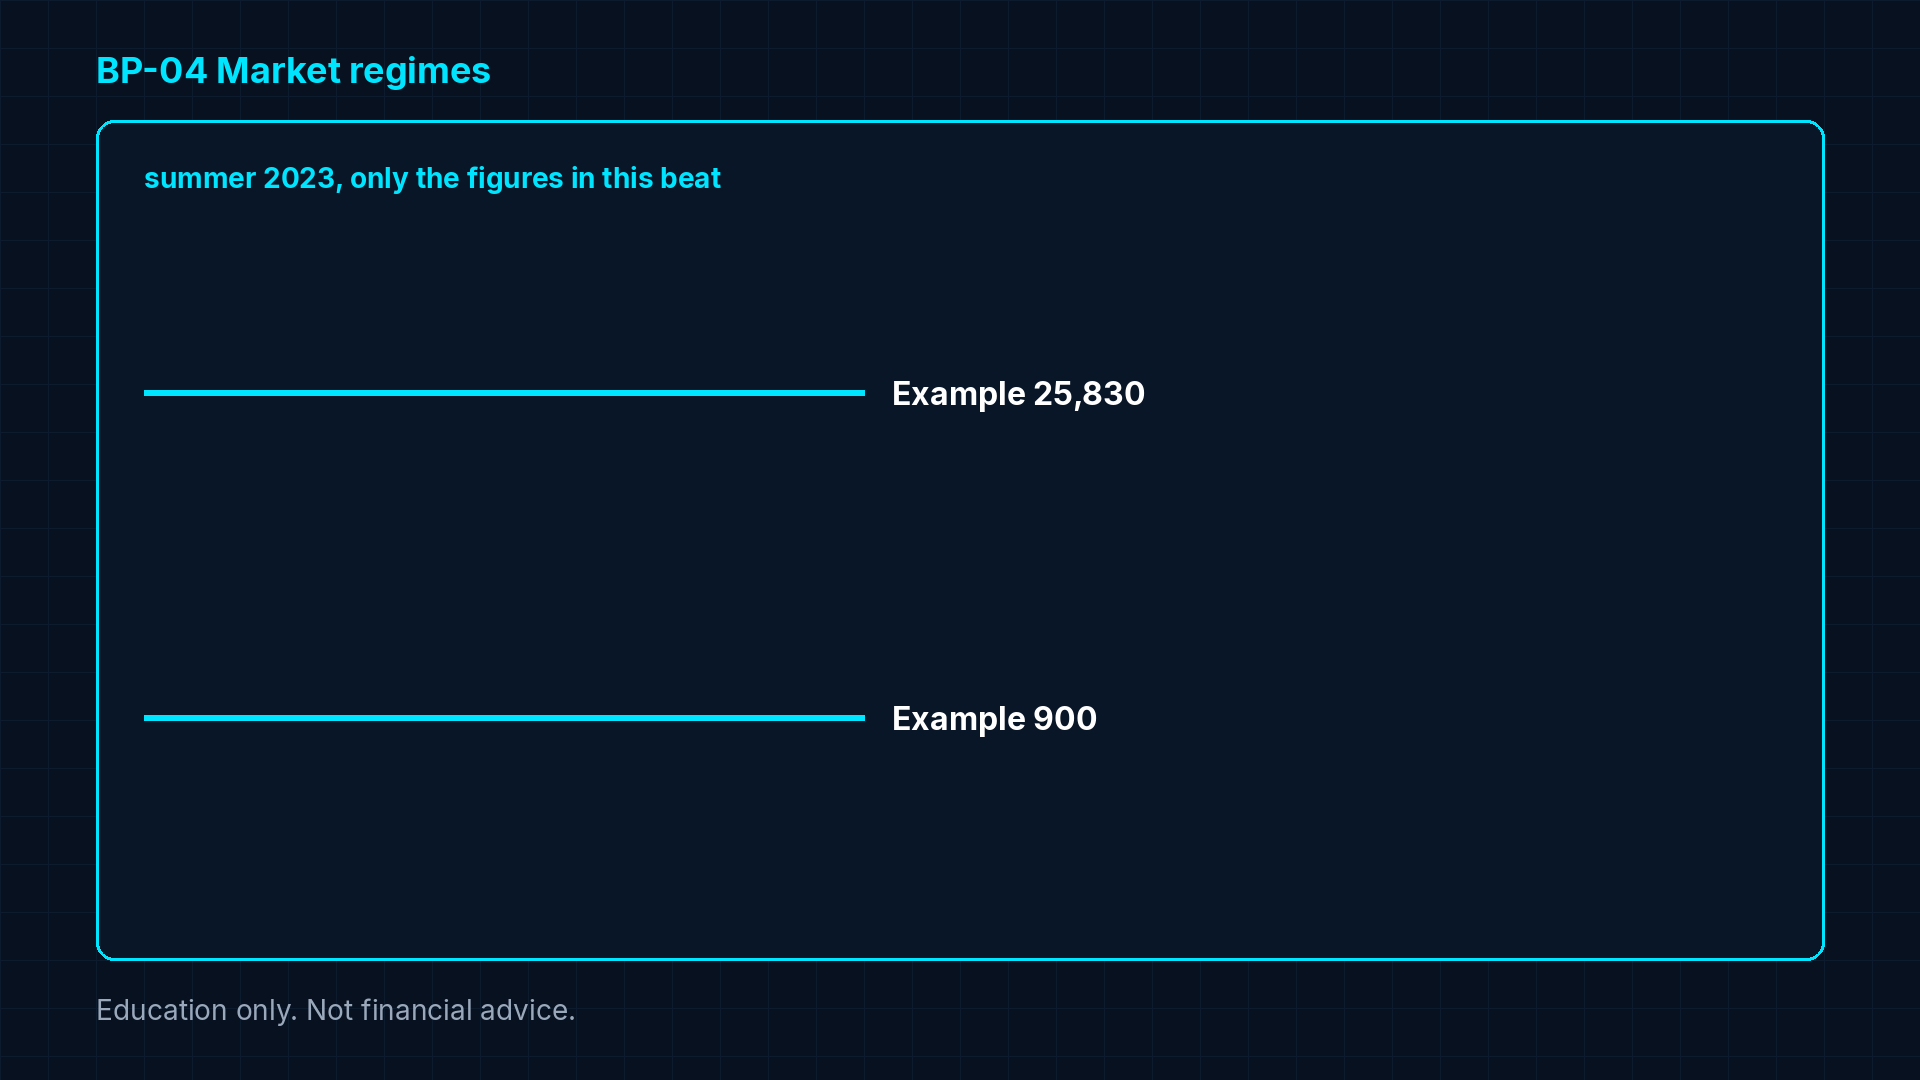 BP-04 Market regimes
summer 2023, only the figures in this beat
Example 25,830
Example 900
Education only. Not financial advice.